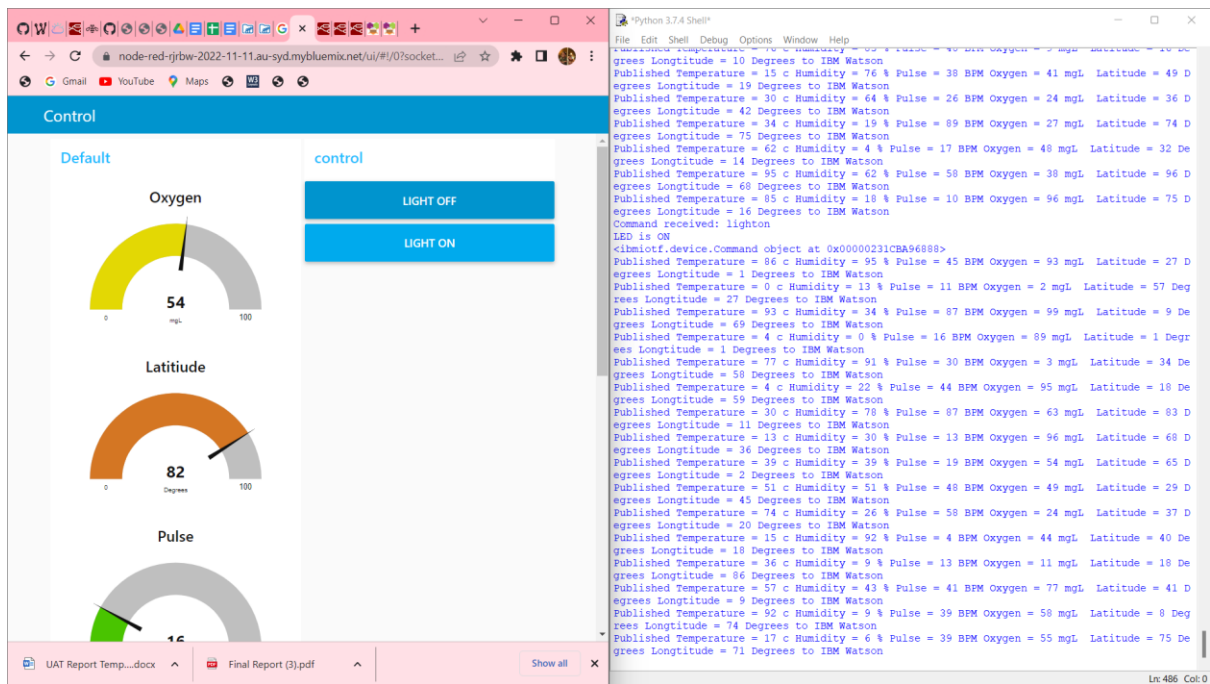 node-red-rjrbw-2022-11-11.au-syd.mybluemix.net/ui/#!/0?socket...
Gmail
YouTube
Maps
Control
Default
Oxygen
54
mgL
0
100
Latitiude
82
Degrees
0
100
Pulse
16
control
LIGHT OFF
LIGHT ON
UAT Report Temp....docx
Final Report (3).pdf
Show all
*Python 3.7.4 Shell*
File Edit Shell Debug Options Window Help
grees Longtitude = 10 Degrees to IBM Watson
Published Temperature = 15 c Humidity = 76 % Pulse = 38 BPM Oxygen = 41 mgL Latitude = 49 D
egrees Longtitude = 19 Degrees to IBM Watson
Published Temperature = 30 c Humidity = 64 % Pulse = 26 BPM Oxygen = 24 mgL Latitude = 36 D
egrees Longtitude = 42 Degrees to IBM Watson
Published Temperature = 34 c Humidity = 19 % Pulse = 89 BPM Oxygen = 27 mgL Latitude = 74 D
egrees Longtitude = 75 Degrees to IBM Watson
Published Temperature = 62 c Humidity = 4 % Pulse = 17 BPM Oxygen = 48 mgL Latitude = 32 De
grees Longtitude = 14 Degrees to IBM Watson
Published Temperature = 95 c Humidity = 62 % Pulse = 58 BPM Oxygen = 38 mgL Latitude = 96 D
egrees Longtitude = 68 Degrees to IBM Watson
Published Temperature = 85 c Humidity = 18 % Pulse = 10 BPM Oxygen = 96 mgL Latitude = 75 D
egrees Longtitude = 16 Degrees to IBM Watson
Command received: lighton
LED is ON
<ibmiotf.device.Command object at 0x00000231CBA96888>
Published Temperature = 86 c Humidity = 95 % Pulse = 45 BPM Oxygen = 93 mgL Latitude = 27 D
egrees Longtitude = 1 Degrees to IBM Watson
Published Temperature = 0 c Humidity = 13 % Pulse = 11 BPM Oxygen = 2 mgL Latitude = 57 Deg
rees Longtitude = 27 Degrees to IBM Watson
Published Temperature = 93 c Humidity = 34 % Pulse = 87 BPM Oxygen = 99 mgL Latitude = 9 De
grees Longtitude = 69 Degrees to IBM Watson
Published Temperature = 4 c Humidity = 0 % Pulse = 16 BPM Oxygen = 89 mgL Latitude = 1 Degr
ees Longtitude = 1 Degrees to IBM Watson
Published Temperature = 77 c Humidity = 91 % Pulse = 30 BPM Oxygen = 3 mgL Latitude = 34 De
grees Longtitude = 58 Degrees to IBM Watson
Published Temperature = 4 c Humidity = 22 % Pulse = 44 BPM Oxygen = 95 mgL Latitude = 18 De
grees Longtitude = 59 Degrees to IBM Watson
Published Temperature = 30 c Humidity = 78 % Pulse = 87 BPM Oxygen = 63 mgL Latitude = 83 D
egrees Longtitude = 11 Degrees to IBM Watson
Published Temperature = 13 c Humidity = 30 % Pulse = 13 BPM Oxygen = 96 mgL Latitude = 68 D
egrees Longtitude = 36 Degrees to IBM Watson
Published Temperature = 39 c Humidity = 39 % Pulse = 19 BPM Oxygen = 54 mgL Latitude = 65 D
egrees Longtitude = 2 Degrees to IBM Watson
Published Temperature = 51 c Humidity = 51 % Pulse = 48 BPM Oxygen = 49 mgL Latitude = 29 D
egrees Longtitude = 45 Degrees to IBM Watson
Published Temperature = 74 c Humidity = 26 % Pulse = 58 BPM Oxygen = 24 mgL Latitude = 37 D
egrees Longtitude = 20 Degrees to IBM Watson
Published Temperature = 15 c Humidity = 92 % Pulse = 4 BPM Oxygen = 44 mgL Latitude = 40 De
grees Longtitude = 18 Degrees to IBM Watson
Published Temperature = 36 c Humidity = 9 % Pulse = 13 BPM Oxygen = 11 mgL Latitude = 18 De
grees Longtitude = 86 Degrees to IBM Watson
Published Temperature = 57 c Humidity = 43 % Pulse = 41 BPM Oxygen = 77 mgL Latitude = 41 D
egrees Longtitude = 9 Degrees to IBM Watson
Published Temperature = 92 c Humidity = 9 % Pulse = 39 BPM Oxygen = 58 mgL Latitude = 8 Deg
rees Longtitude = 74 Degrees to IBM Watson
Published Temperature = 17 c Humidity = 6 % Pulse = 39 BPM Oxygen = 55 mgL Latitude = 75 De
grees Longtitude = 71 Degrees to IBM Watson
Ln: 486 Col: 0